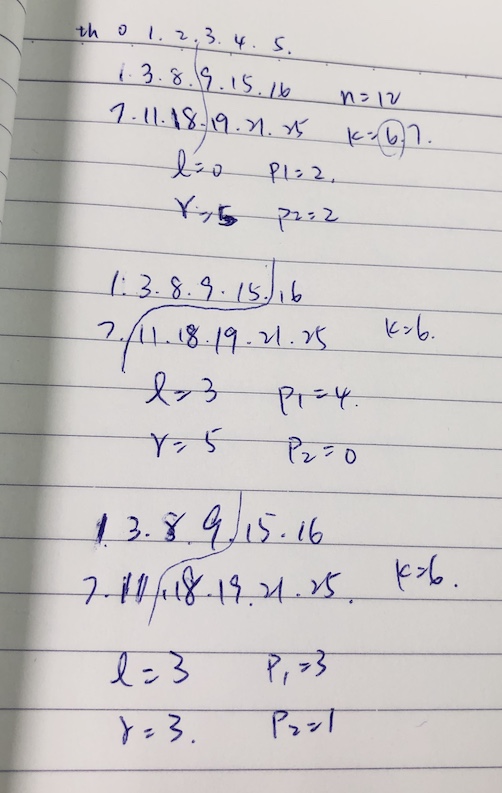 th 0 1. 2. 3. 4. 5.
1. 3. 8. 9. 15. 16 n=12
7. 11. 18. 19. 21. 25 k=6,7.
l=0 P1=2.
r=5 P2=2
1. 3. 8. 9. 15. 16
7. 11. 18. 19. 21. 25 k=6.
l=3 P1=4.
r=5 P2=0
1 3. 8. 9. 15. 16
7. 11. 18. 19. 21. 25. k=6.
l=3 P1=3
r=3. P2=1